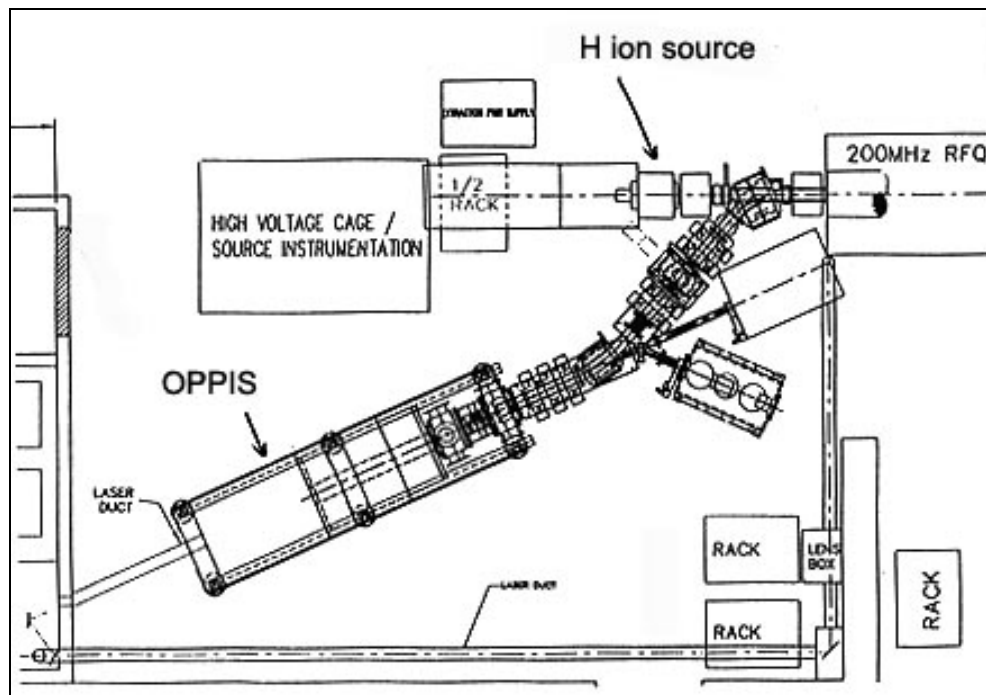 H ion source
200MHz RFQ
1/2
RACK
HIGH VOLTAGE CAGE /
SOURCE INSTRUMENTATION
OPPIS
LASER
DUCT
LASER DUCT
RACK
LENS
BOX
RACK
RACK